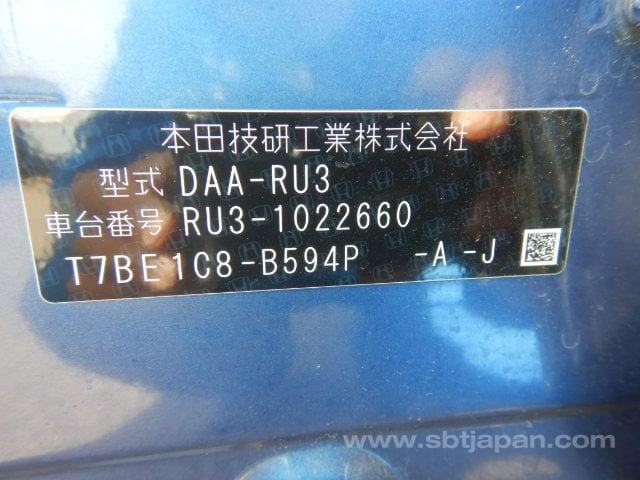 本田技研工業株式会社
型式 DAA-RU3
車台番号 RU3-1022660
T7BE1C8-B594P -A -J
www.sbtjapan.com